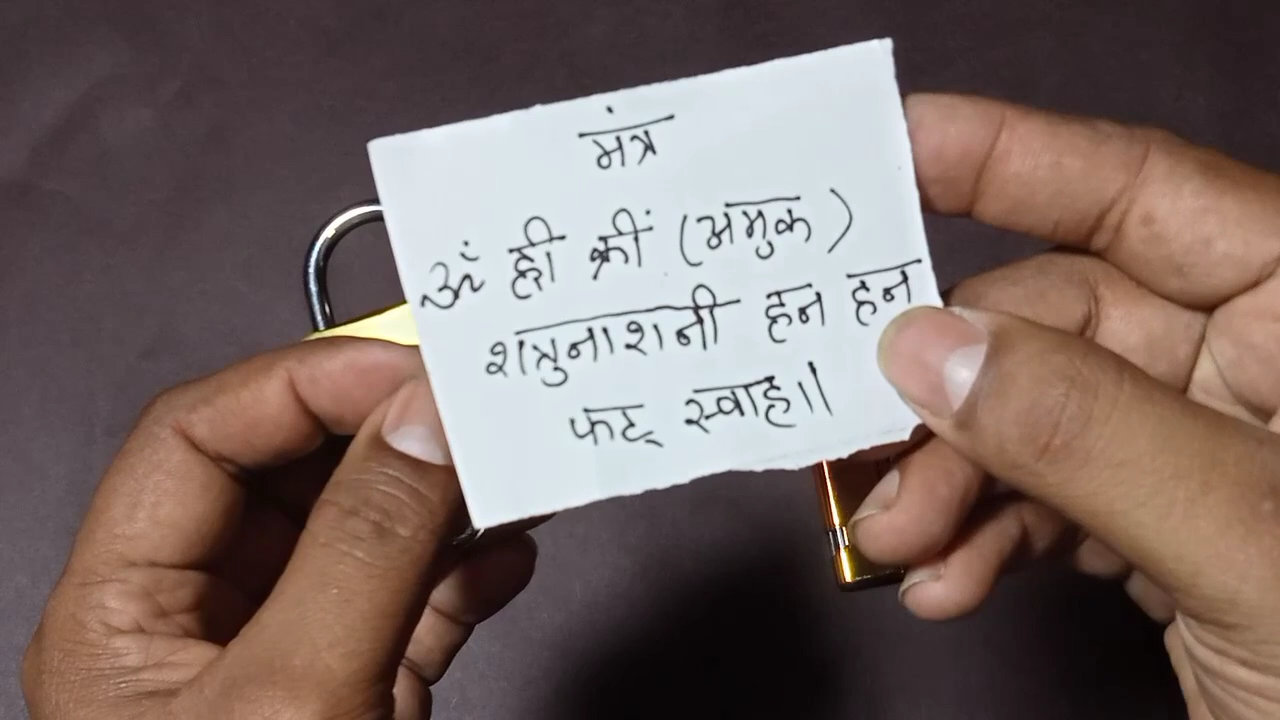 मंत्र
ॐ ह्री क्रीं (अमुक)
शत्रुनाशनी हन हन
फट् स्वाहा॥